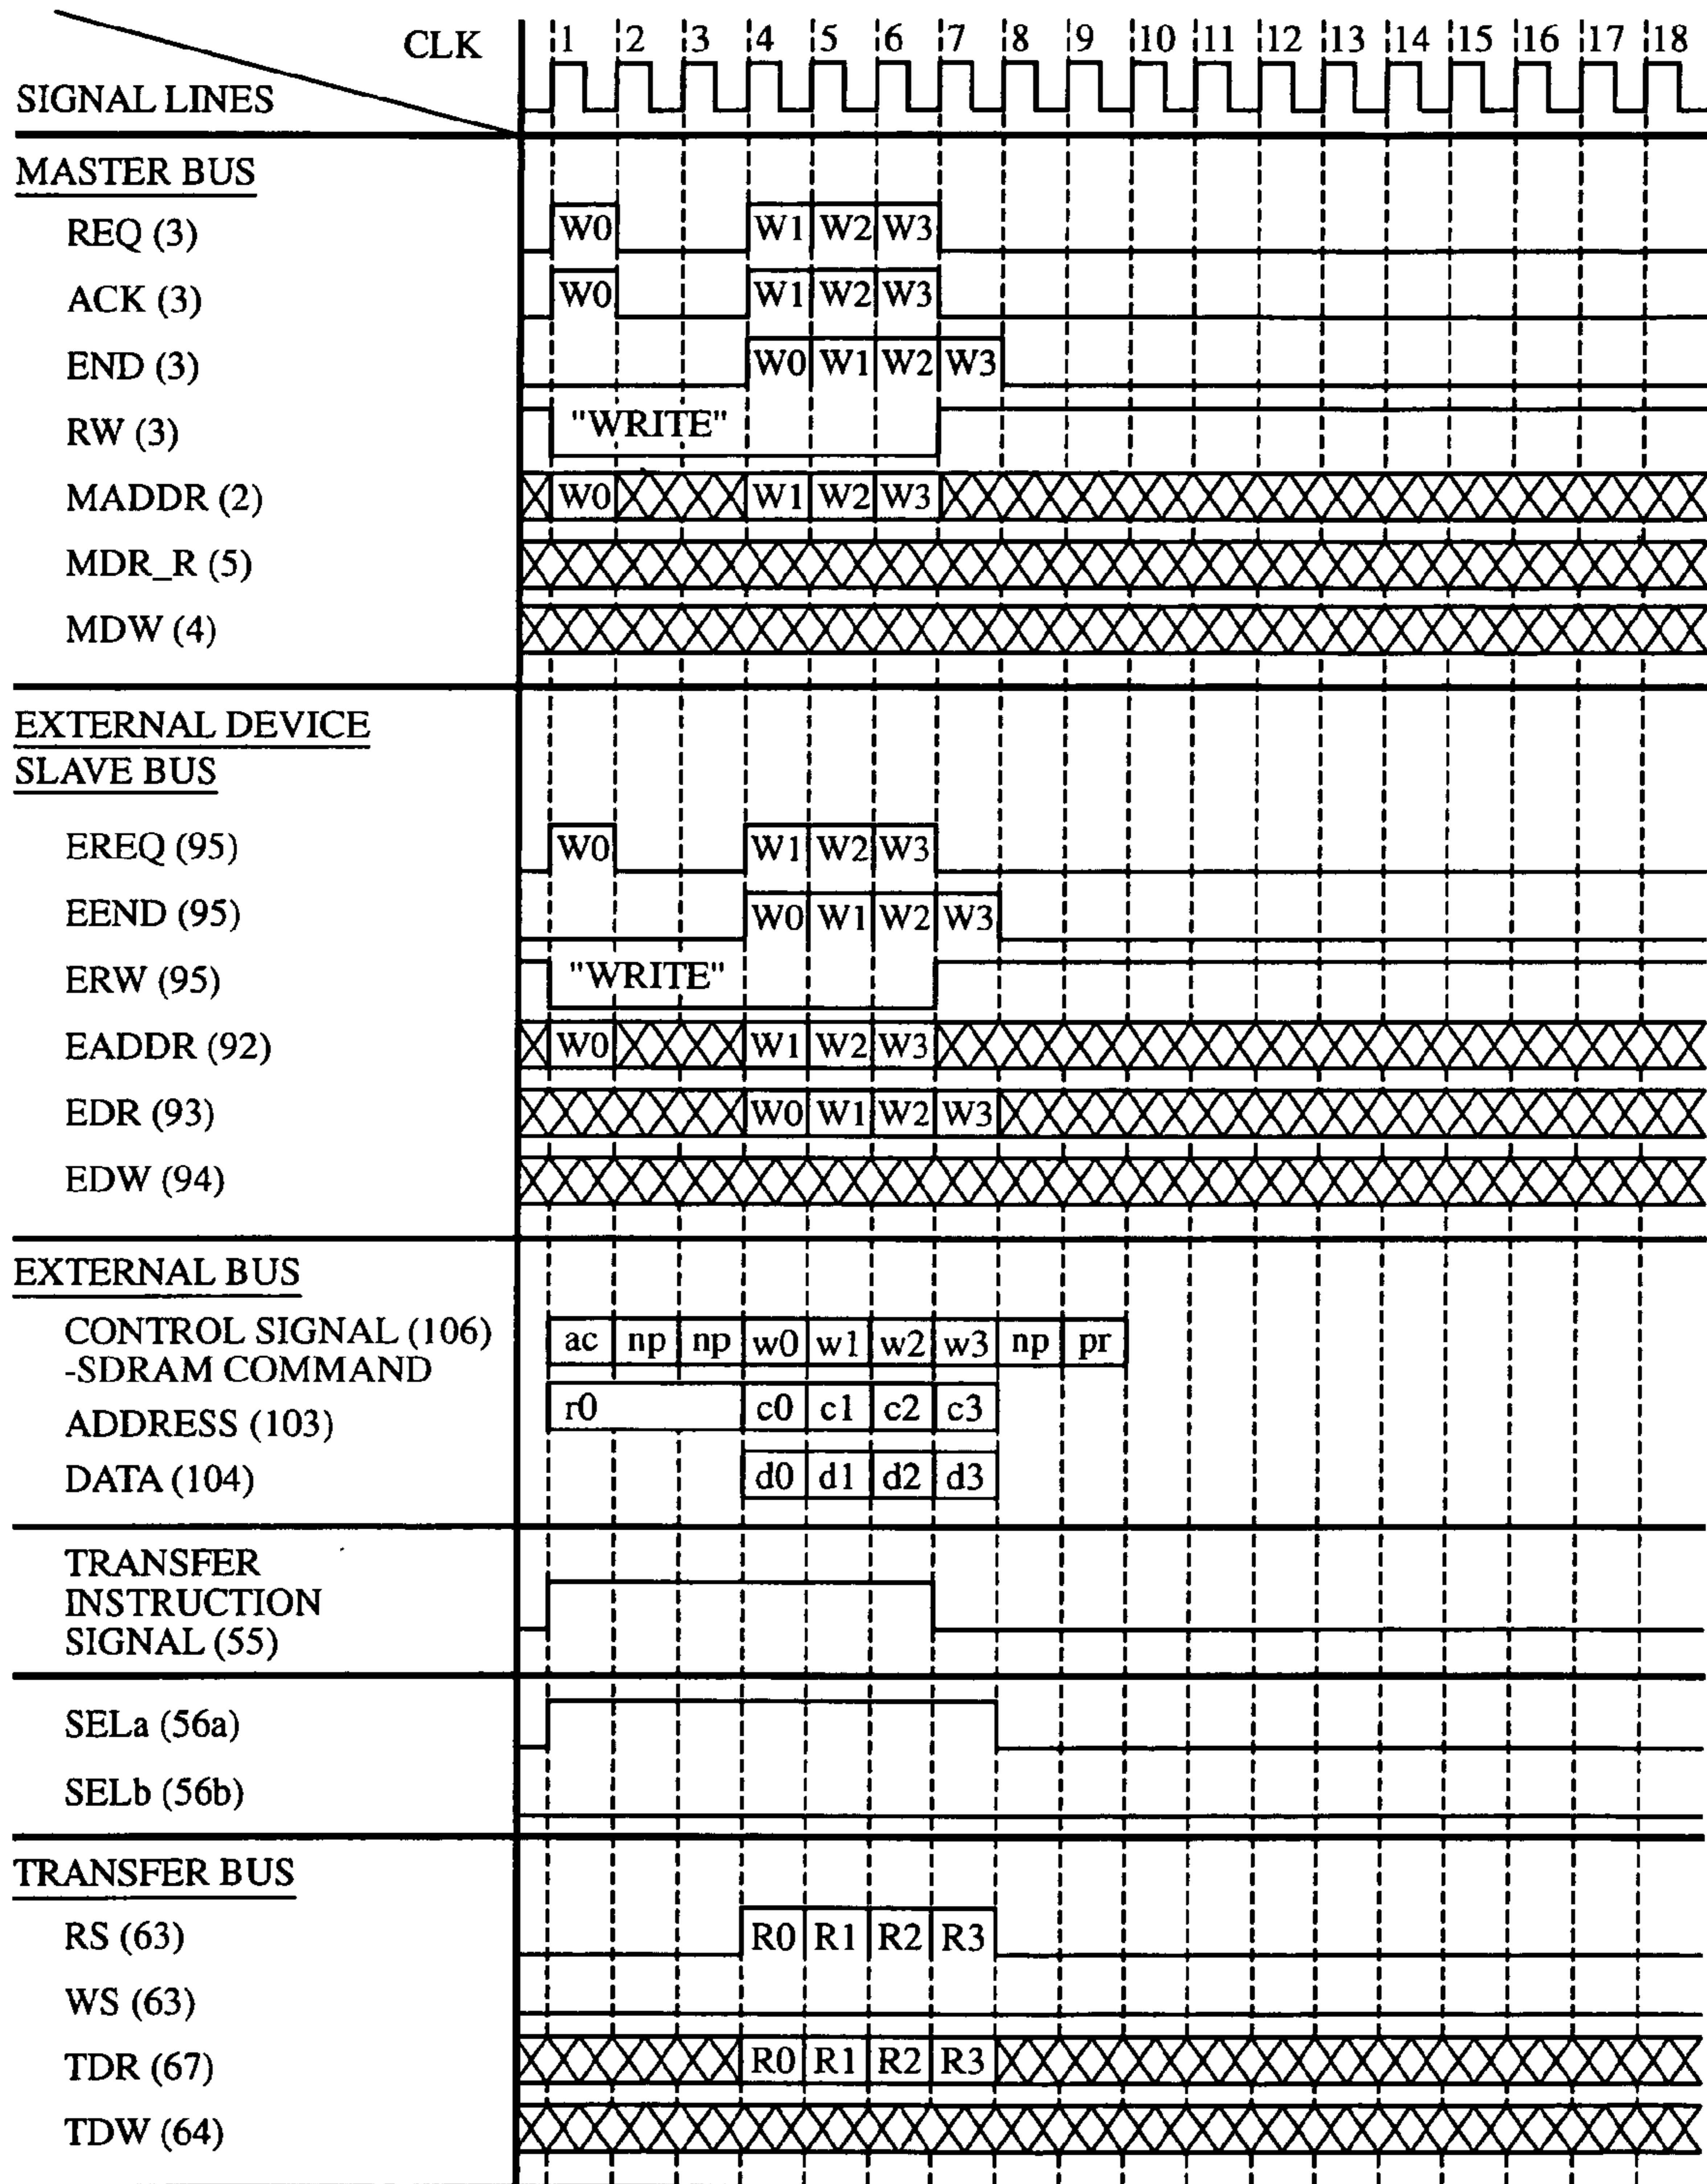 CLK 1 2 3 4 5 6 7 8 9 10 11 12 13 14 15 16 17 18
SIGNAL LINES
MASTER BUS
REQ (3) W0 W1 W2 W3
ACK (3) W0 W1 W2 W3
END (3) W0 W1 W2 W3
RW (3) "WRITE"
MADDR (2) W0 W1 W2 W3
MDR_R (5)
MDW (4)
EXTERNAL DEVICE
SLAVE BUS
EREQ (95) W0 W1 W2 W3
EEND (95) W0 W1 W2 W3
ERW (95) "WRITE"
EADDR (92) W0 W1 W2 W3
EDR (93) W0 W1 W2 W3
EDW (94)
EXTERNAL BUS
CONTROL SIGNAL (106) ac np np w0 w1 w2 w3 np pr
-SDRAM COMMAND
ADDRESS (103) r0 c0 c1 c2 c3
DATA (104) d0 d1 d2 d3
TRANSFER
INSTRUCTION
SIGNAL (55)
SELa (56a)
SELb (56b)
TRANSFER BUS
RS (63) R0 R1 R2 R3
WS (63)
TDR (67) R0 R1 R2 R3
TDW (64)